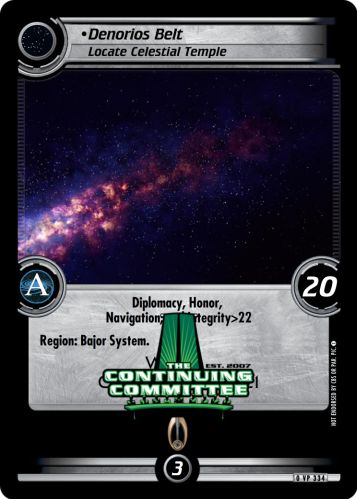 •Denorios Belt
Locate Celestial Temple
A
20
Diplomacy, Honor,
Navigation, Integrity>22
Region: Bajor System.
THE
EST. 2007
CONTINUING
COMMITTEE
3
0 VP 334
NOT ENDORSED BY CBS OR PAR. PIC